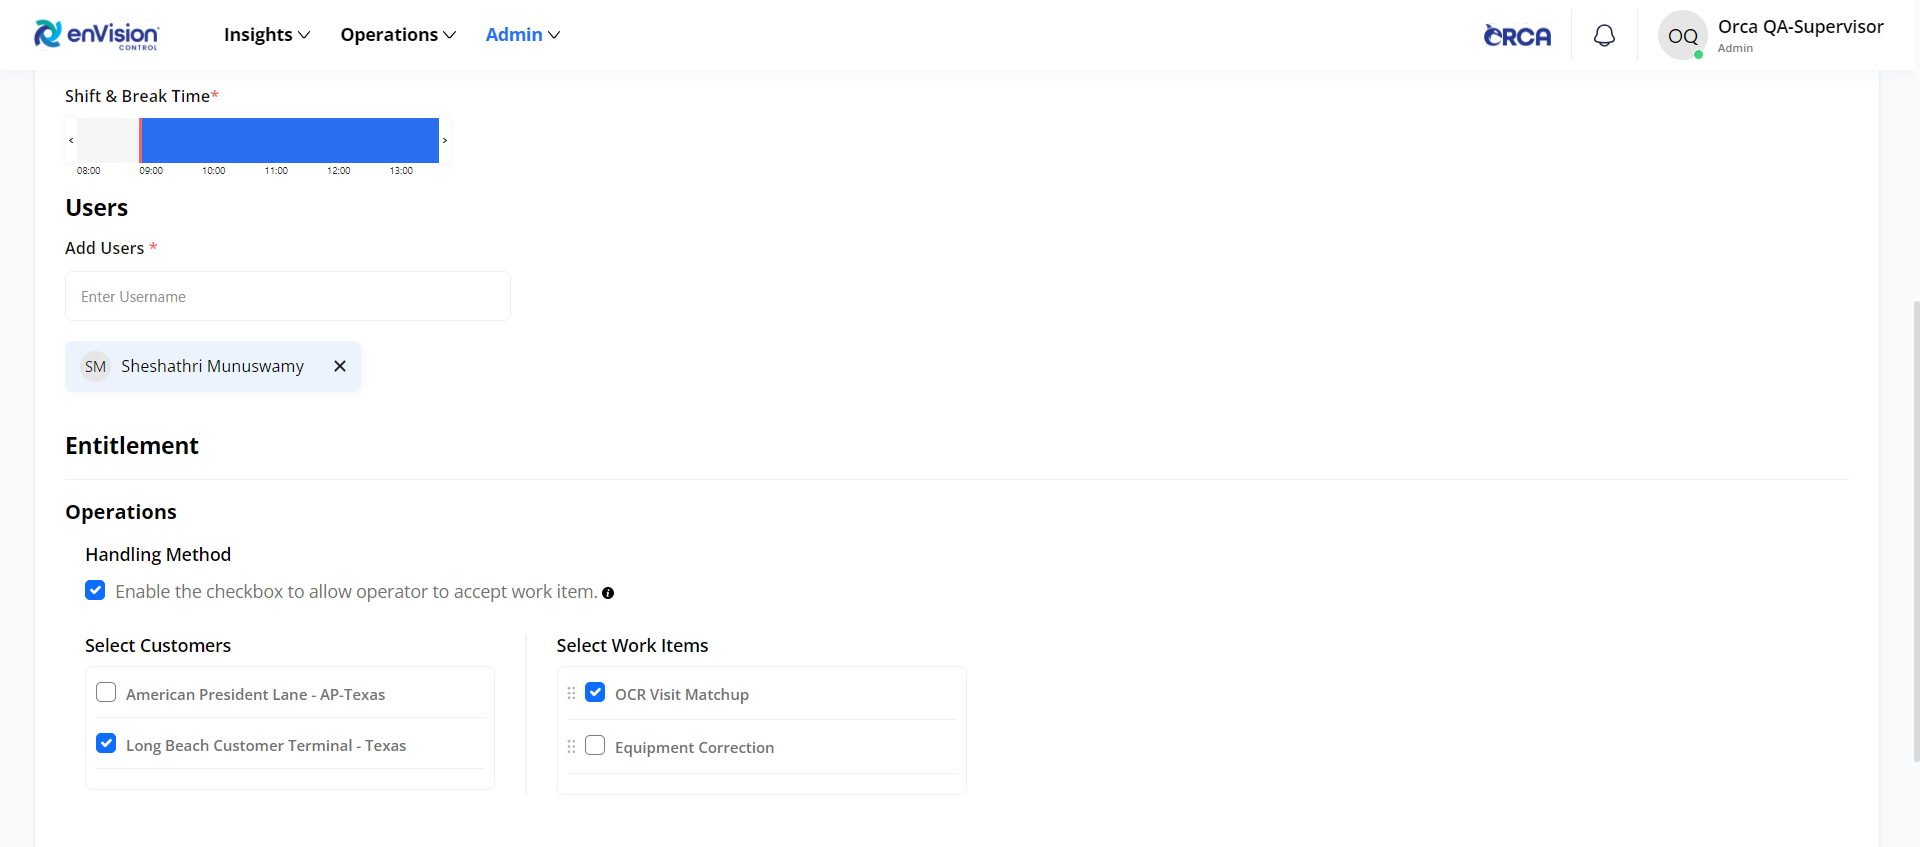 enVision CONTROL Insights Operations Admin ORCA OQ Orca QA-Supervisor
Admin
Shift & Break Time*
< >
08:00 09:00 10:00 11:00 12:00 13:00
Users
Add Users *
Enter Username
SM Sheshathri Munuswamy
Entitlement
Operations
Handling Method
Enable the checkbox to allow operator to accept work item.
Select Customers
American President Lane - AP-Texas
Long Beach Customer Terminal - Texas
Select Work Items
OCR Visit Matchup
Equipment Correction